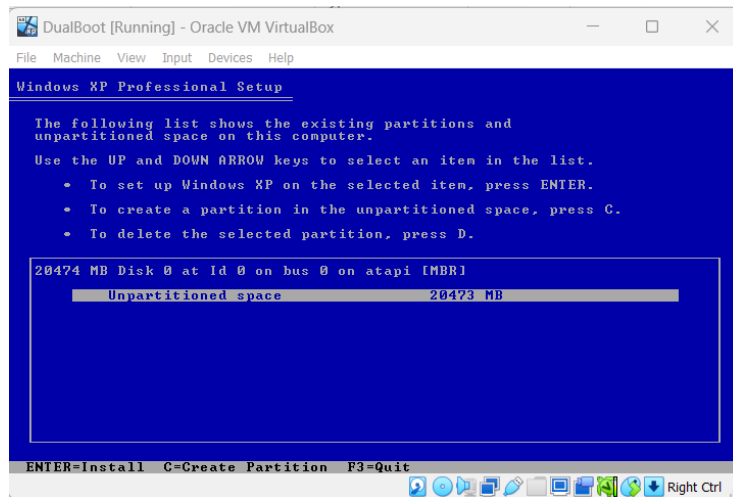 DualBoot [Running] - Oracle VM VirtualBox
File Machine View Input Devices Help
Windows XP Professional Setup
The following list shows the existing partitions and
unpartitioned space on this computer.
Use the UP and DOWN ARROW keys to select an item in the list.
• To set up Windows XP on the selected item, press ENTER.
• To create a partition in the unpartitioned space, press C.
• To delete the selected partition, press D.
20474 MB Disk 0 at Id 0 on bus 0 on atapi [MBR]
Unpartitioned space 20473 MB
ENTER=Install C=Create Partition F3=Quit
Right Ctrl